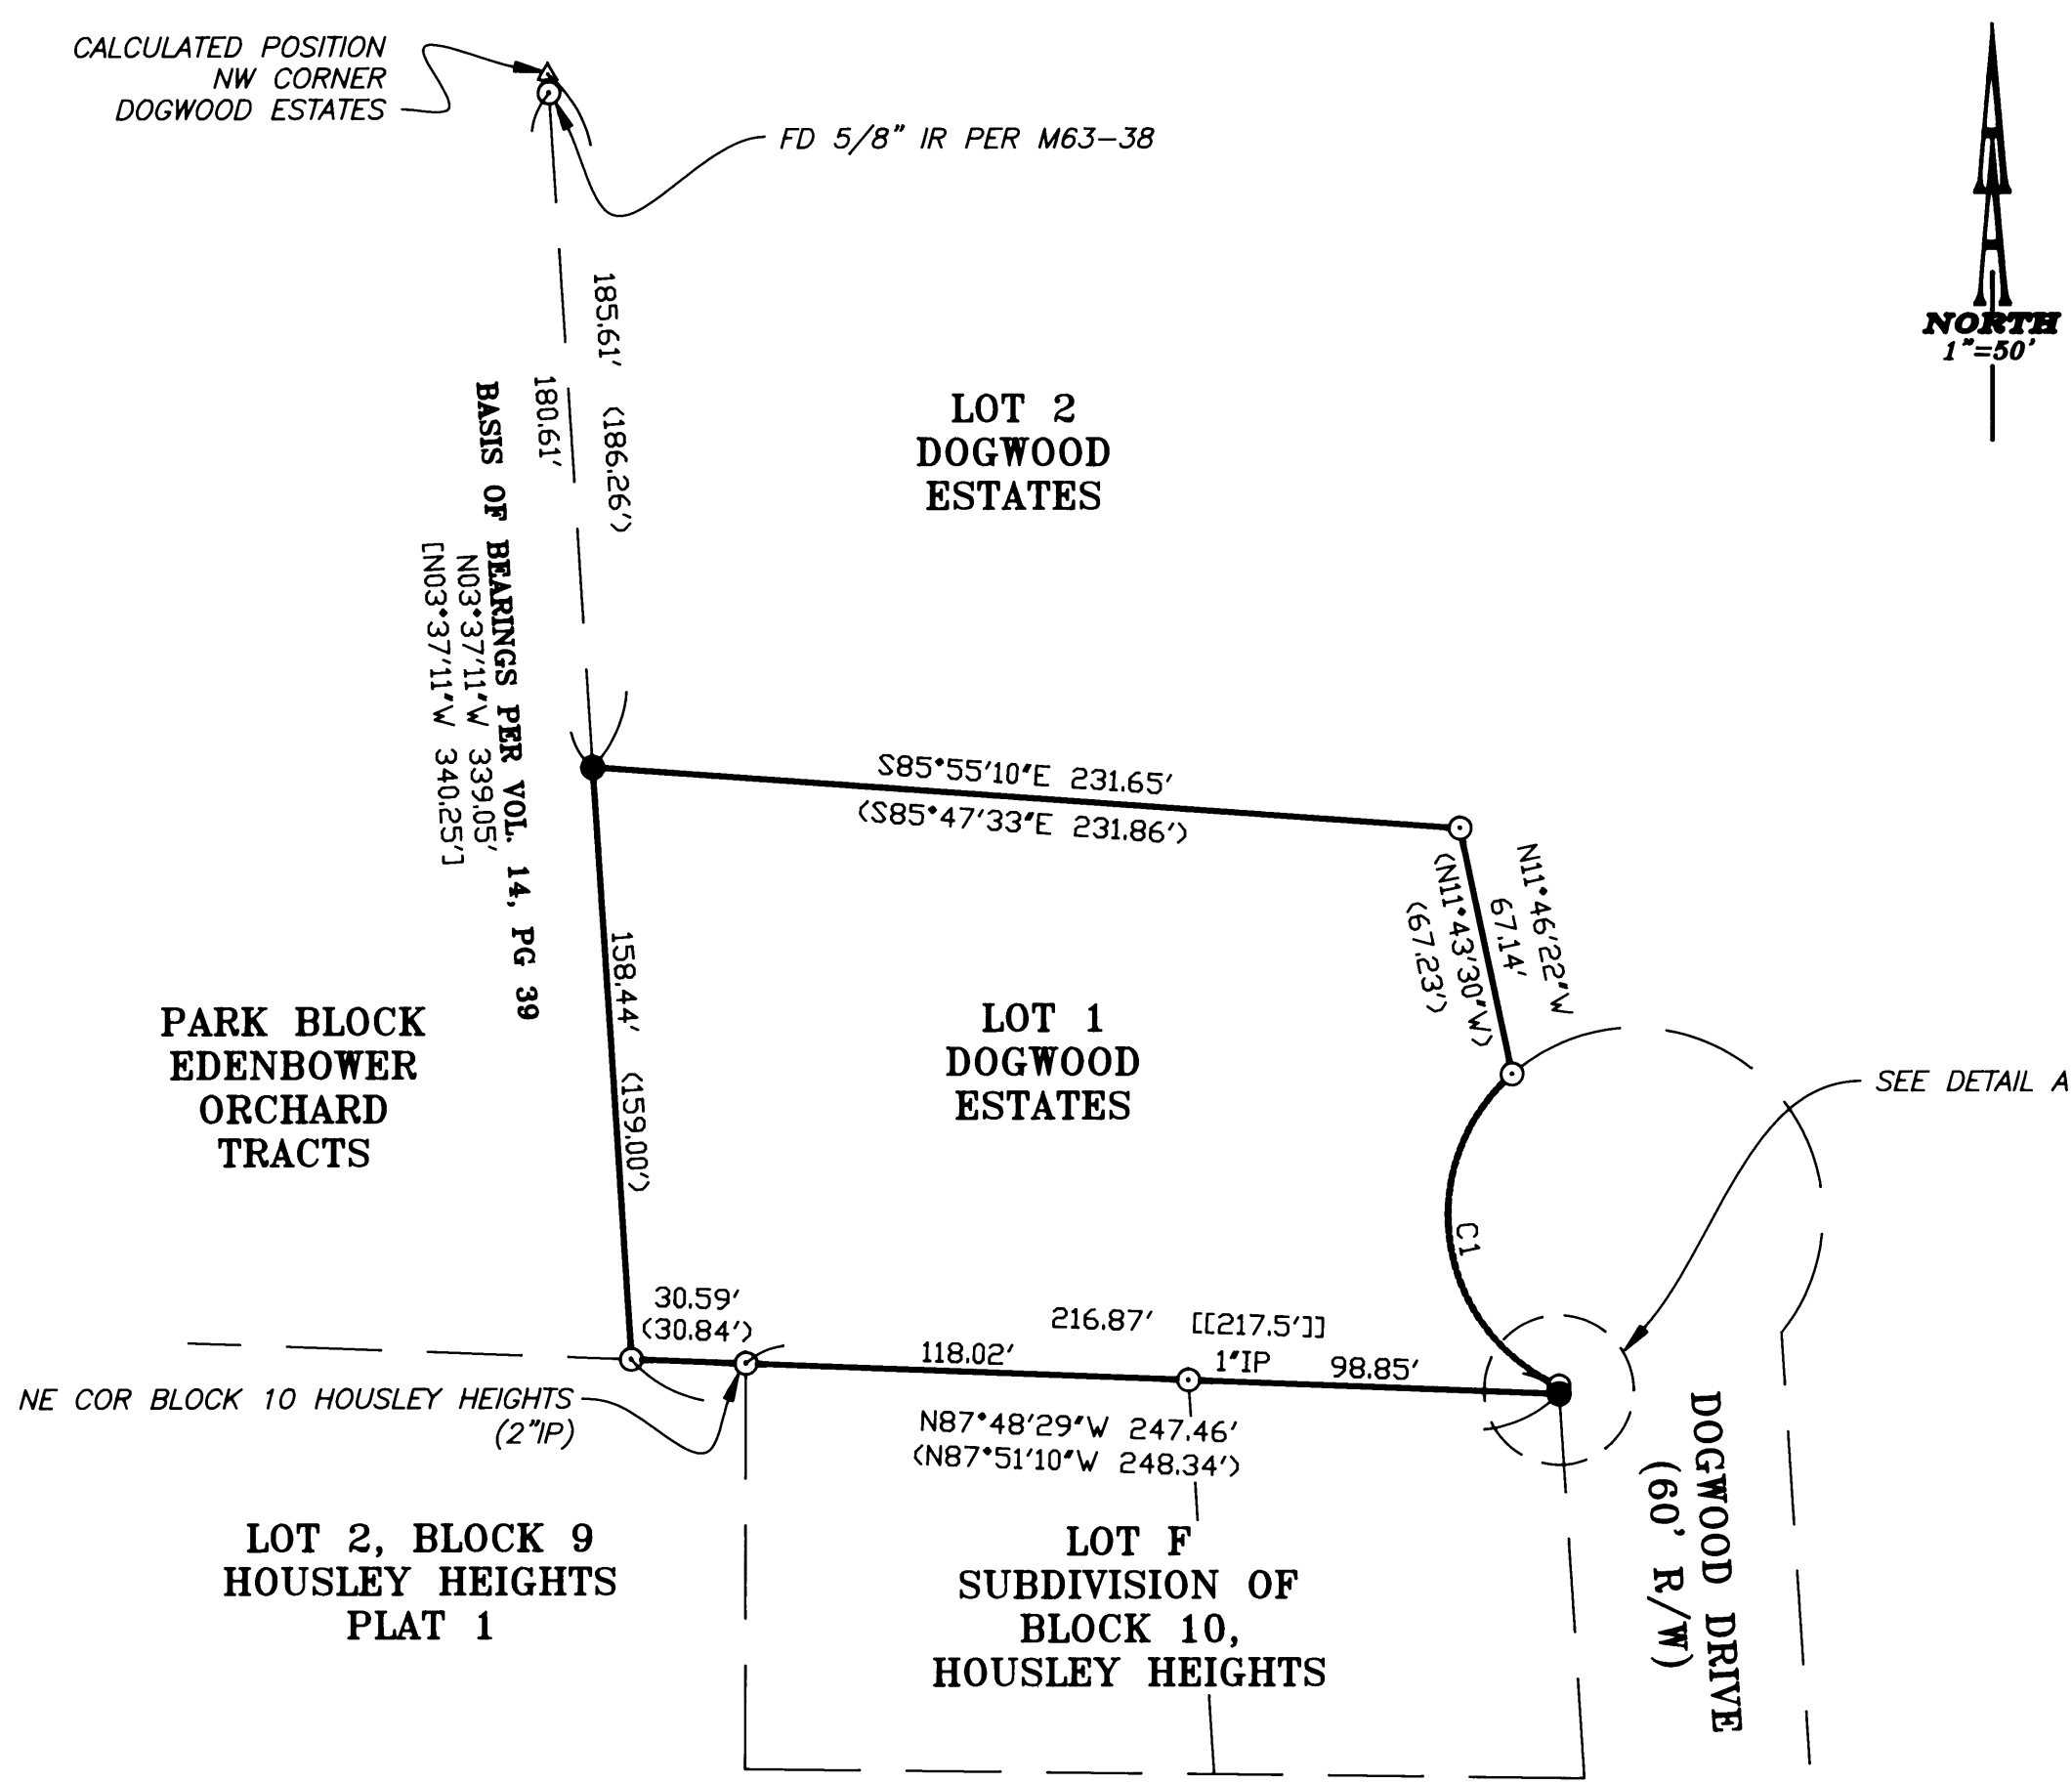 CALCULATED POSITION
NW CORNER
DOGWOOD ESTATES
FD 5/8" IR PER M63-38
NORTH
1"=50'
185.61' (186.26')
180.61'
BASIS OF BEARINGS PER VOL. 14, PG 39
N03•37'11"W 339.05'
[N03•37'11"W 340.25']
LOT 2
DOGWOOD
ESTATES
S85•55'10"E 231.65'
(S85•47'33"E 231.86')
N11•46'22"W
67.14'
(N11•43'30"W)
(67.23')
158.44' (159.00')
PARK BLOCK
EDENBOWER
ORCHARD
TRACTS
LOT 1
DOGWOOD
ESTATES
SEE DETAIL A
C1
30.59'
(30.84')
216.87' [[217.5']]
118.02'
1"IP
98.85'
NE COR BLOCK 10 HOUSLEY HEIGHTS
(2"IP)
N87•48'29"W 247.46'
(N87•51'10"W 248.34')
DOGWOOD DRIVE
(60' R/W)
LOT 2, BLOCK 9
HOUSLEY HEIGHTS
PLAT 1
LOT F
SUBDIVISION OF
BLOCK 10,
HOUSLEY HEIGHTS